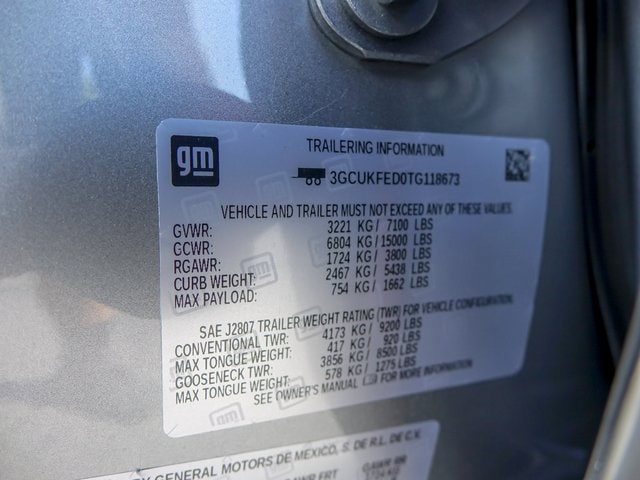 gm
TRAILERING INFORMATION
3GCUKFED0TG118673
VEHICLE AND TRAILER MUST NOT EXCEED ANY OF THESE VALUES.
GVWR: 3221 KG / 7100 LBS
GCWR: 6804 KG / 15000 LBS
RGAWR: 1724 KG / 3800 LBS
CURB WEIGHT: 2467 KG / 5438 LBS
MAX PAYLOAD: 754 KG / 1662 LBS
SAE J2807 TRAILER WEIGHT RATING (TWR) FOR VEHICLE CONFIGURATION.
CONVENTIONAL TWR: 4173 KG / 9200 LBS
MAX TONGUE WEIGHT: 417 KG / 920 LBS
GOOSENECK TWR: 3856 KG / 8500 LBS
MAX TONGUE WEIGHT: 578 KG / 1275 LBS
SEE OWNER'S MANUAL FOR MORE INFORMATION
GENERAL MOTORS DE MEXICO, S. DE R.L. DE C.V.
FRT